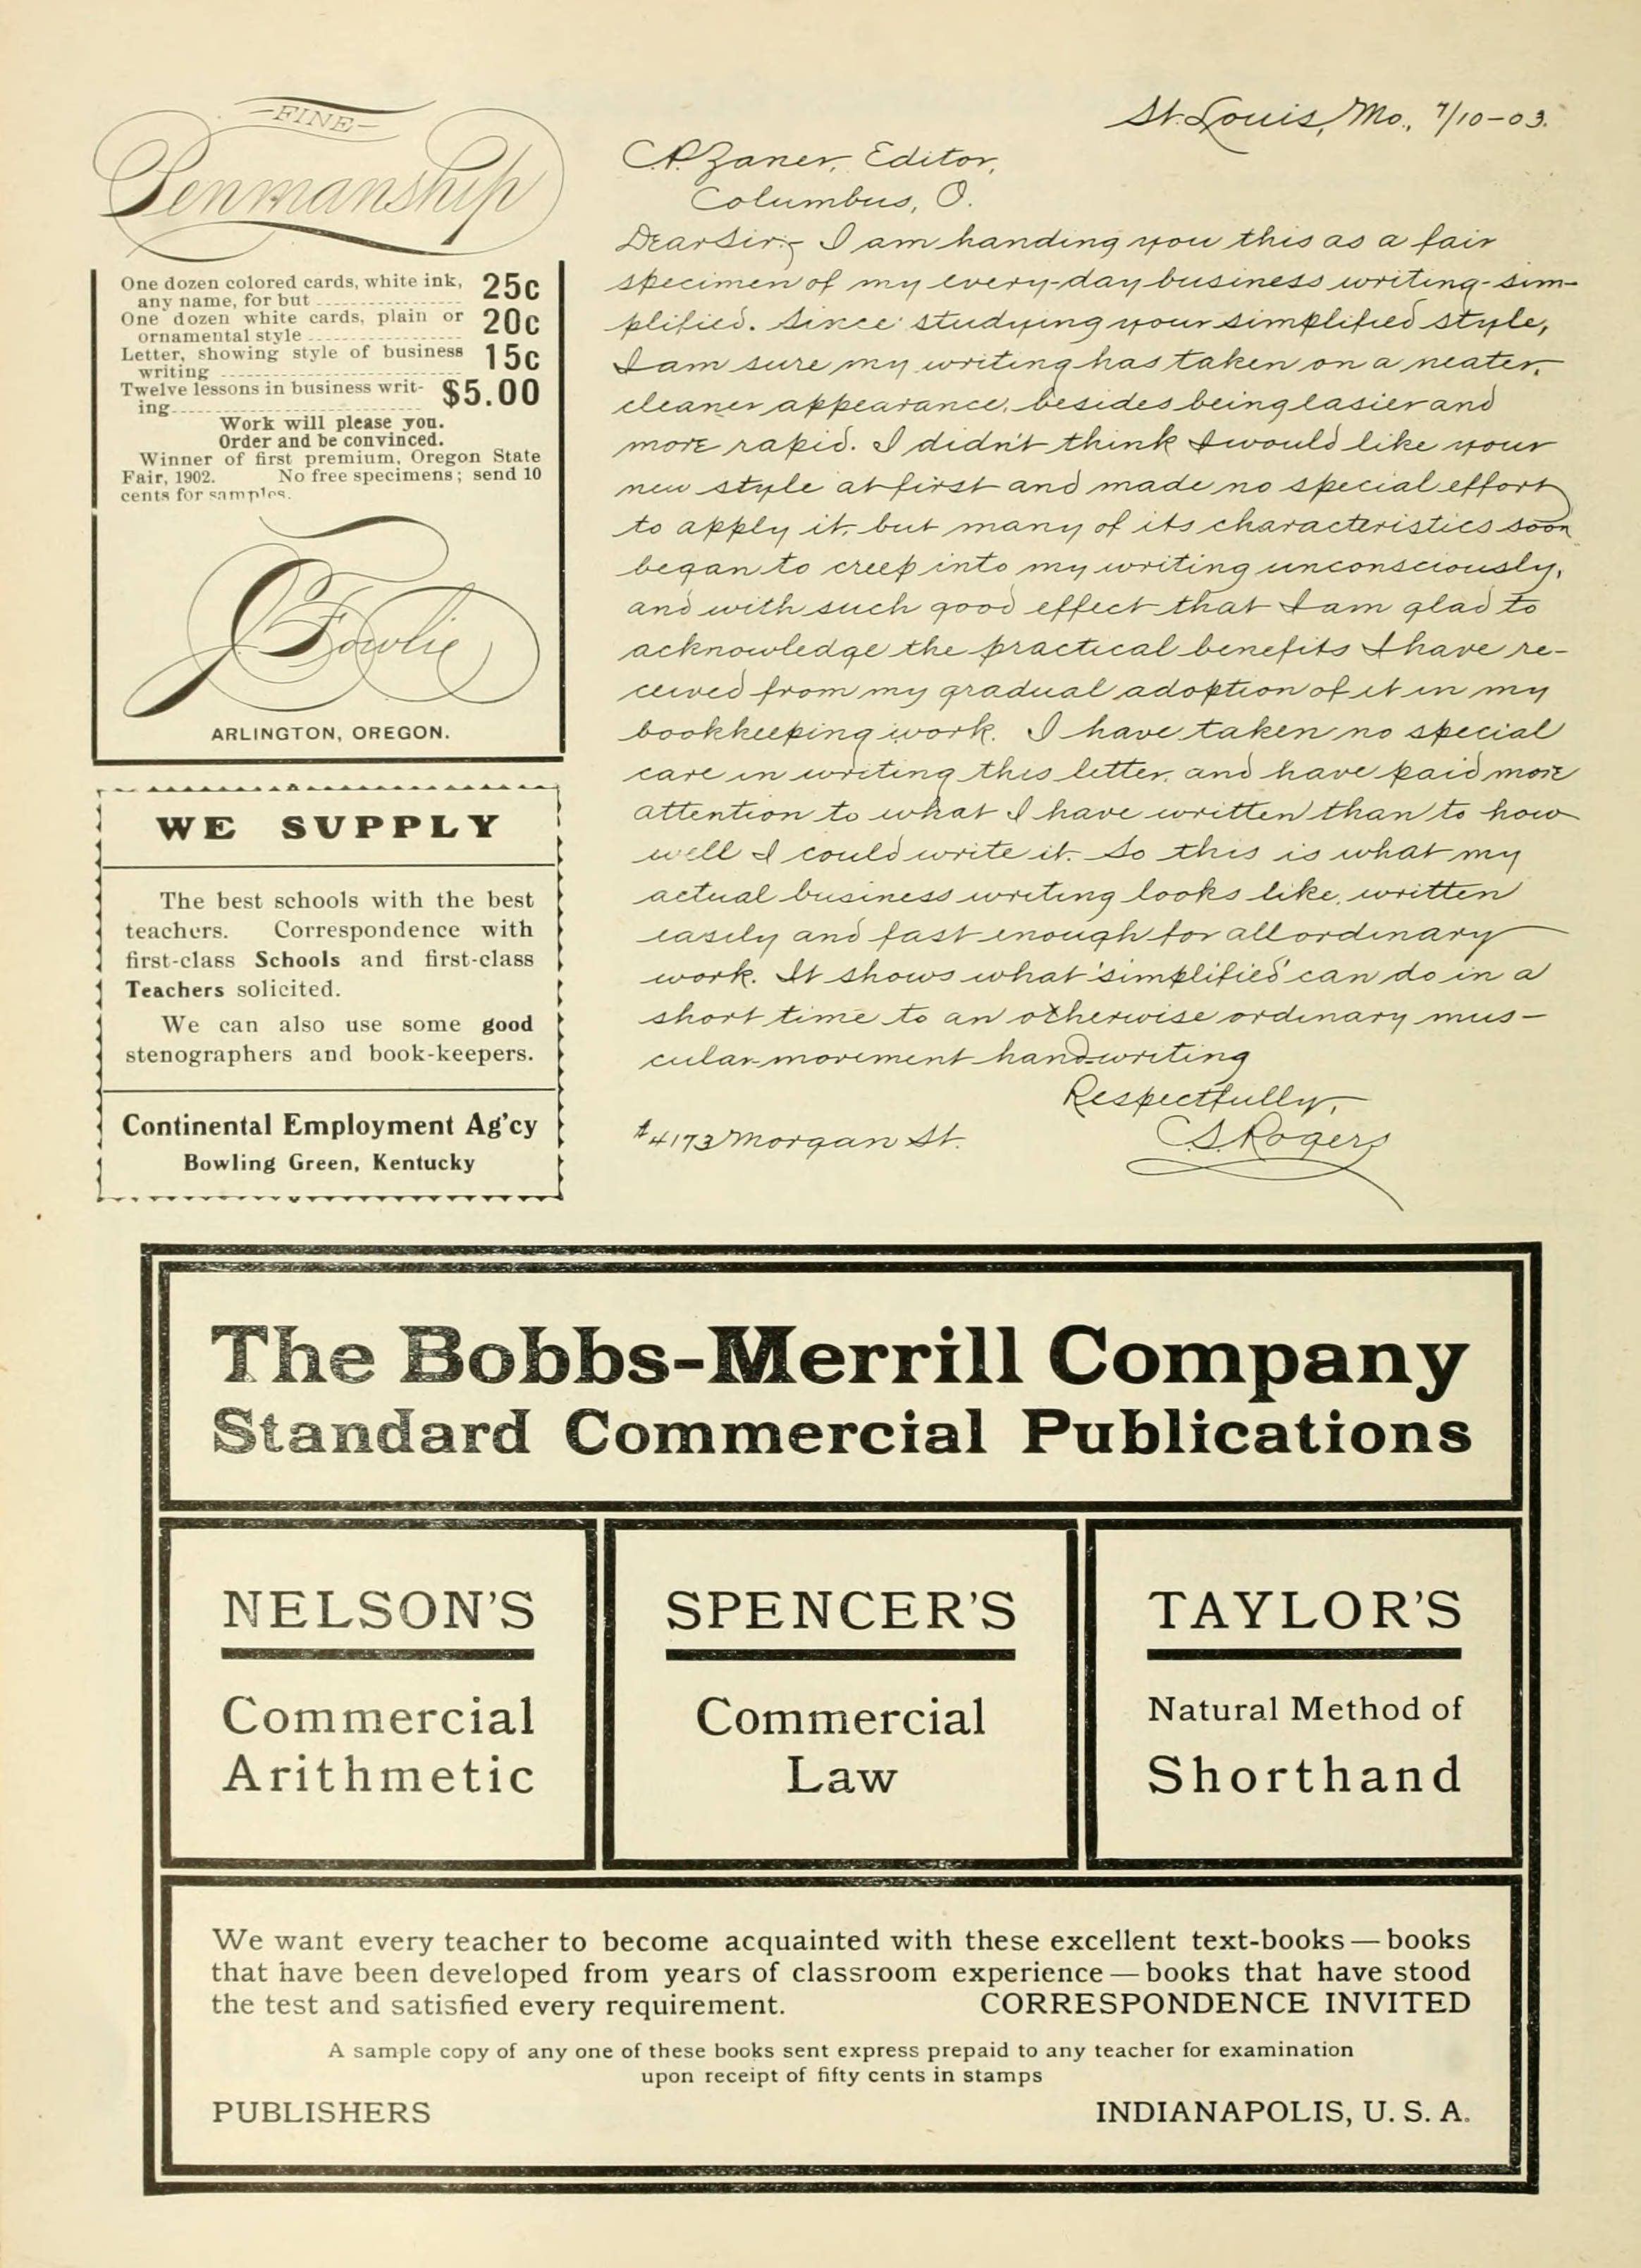 FINE
Penmanship
One dozen colored cards, white ink,
any name, for but 25c
One dozen white cards, plain or
ornamental style 20c
Letter, showing style of business
writing 15c
Twelve lessons in business writ-
ing $5.00
Work will please you.
Order and be convinced.
Winner of first premium, Oregon State
Fair, 1902. No free specimens; send 10
cents for samples.
J.F. Fowlie
ARLINGTON, OREGON.
WE SUPPLY
The best schools with the best
teachers. Correspondence with
first-class Schools and first-class
Teachers solicited.
We can also use some good
stenographers and book-keepers.
Continental Employment Ag'cy
Bowling Green, Kentucky
St. Louis, Mo., 7/10-03.
C.P. Zaner, Editor,
Columbus, O.
Dear Sir:- I am handing you this as a fair
specimen of my every-day business writing-sim-
plified. Since studying your simplified style,
I am sure my writing has taken on a neater,
cleaner appearance, besides being easier and
more rapid. I didn't think I would like your
new style at first and made no special effort
to apply it, but many of its characteristics soon
began to creep into my writing unconsciously,
and with such good effect that I am glad to
acknowledge the practical benefits I have re-
ceived from my gradual adoption of it in my
bookkeeping work. I have taken no special
care in writing this letter, and have paid more
attention to what I have written than to how
well I could write it. So this is what my
actual business writing looks like, written
easily and fast enough for all ordinary
work. It shows what 'simplified' can do in a
short time to an otherwise ordinary mus-
cular-movement handwriting
Respectfully,
#4173 Morgan St. C.S. Rogers
The Bobbs-Merrill Company
Standard Commercial Publications
NELSON'S
Commercial
Arithmetic
SPENCER'S
Commercial
Law
TAYLOR'S
Natural Method of
Shorthand
We want every teacher to become acquainted with these excellent text-books—books
that have been developed from years of classroom experience—books that have stood
the test and satisfied every requirement. CORRESPONDENCE INVITED
A sample copy of any one of these books sent express prepaid to any teacher for examination
upon receipt of fifty cents in stamps
PUBLISHERS INDIANAPOLIS, U. S. A.